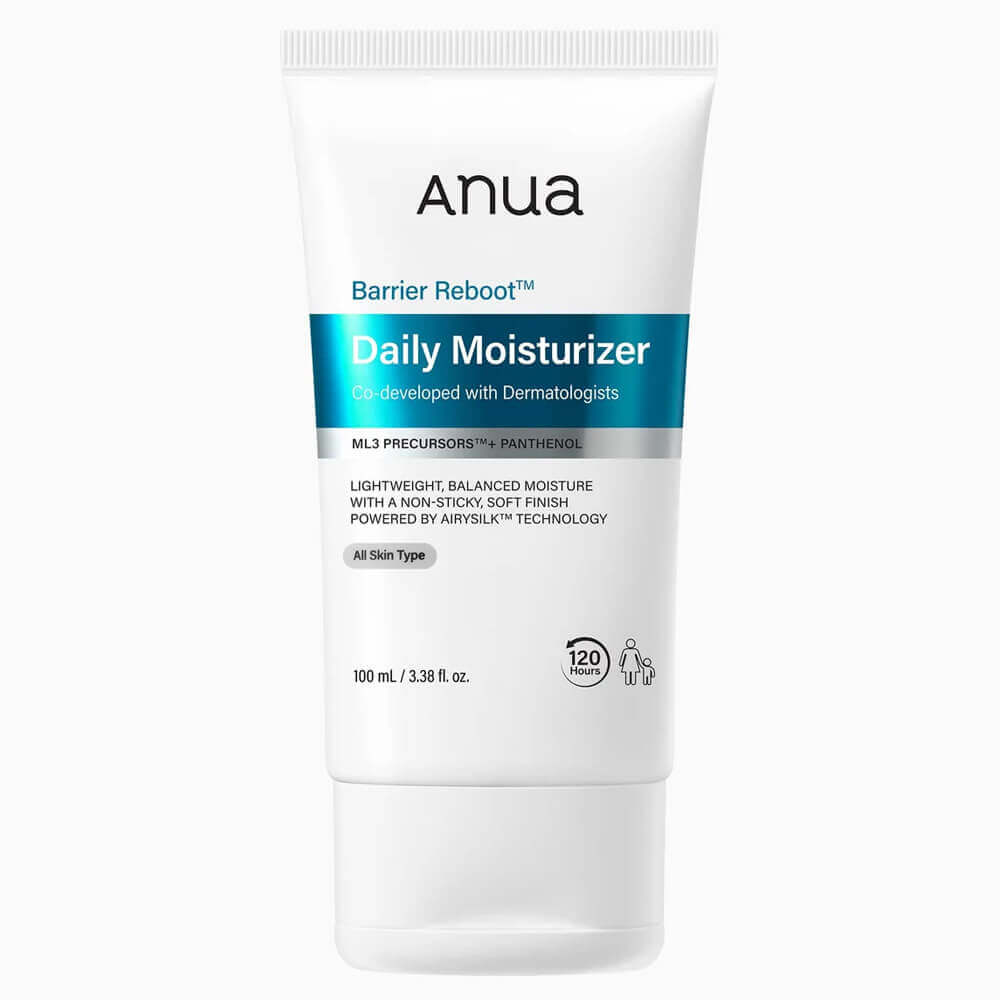 Anua
Barrier Reboot™
Daily Moisturizer
Co-developed with Dermatologists
ML3 PRECURSORS™+ PANTHENOL
LIGHTWEIGHT, BALANCED MOISTURE
WITH A NON-STICKY, SOFT FINISH
POWERED BY AIRYSILK™ TECHNOLOGY
All Skin Type
120
Hours
100 mL / 3.38 fl. oz.